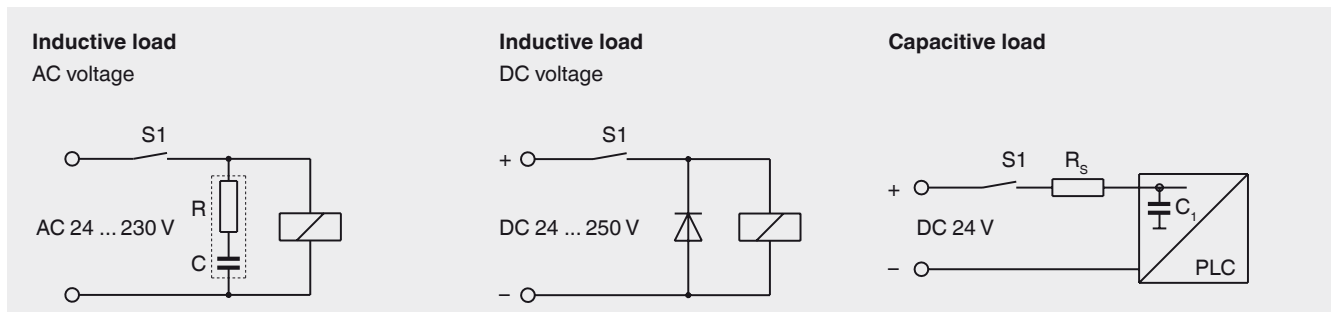 Inductive load
AC voltage
S1
R
AC 24 ... 230 V
C
Inductive load
DC voltage
S1
+
DC 24 ... 250 V
–
Capacitive load
S1
RS
+
C1
DC 24 V
–
PLC